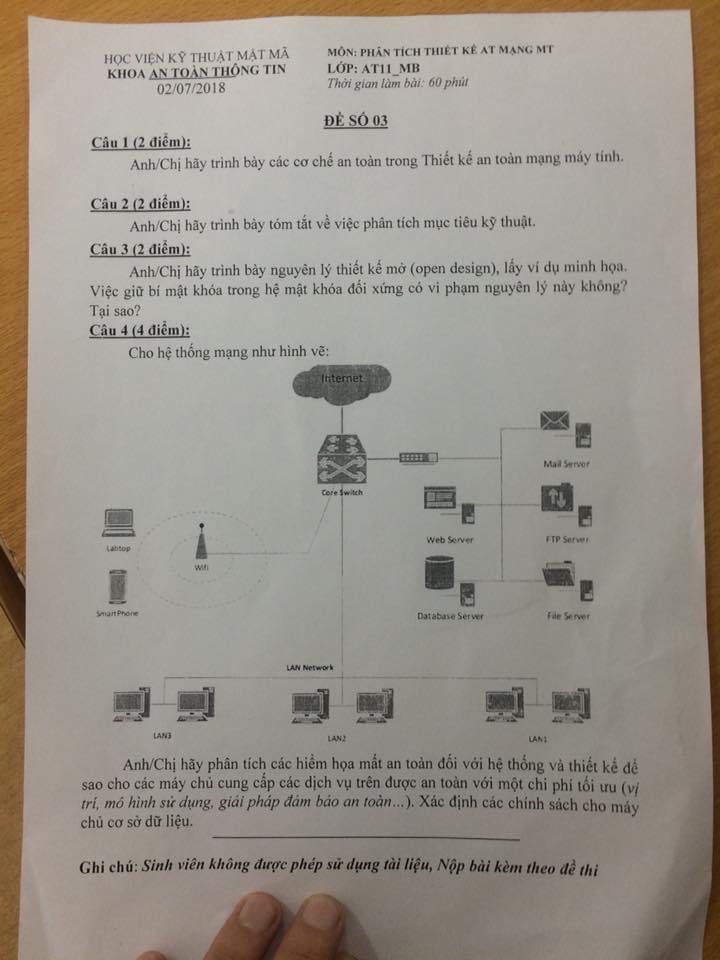 HỌC VIỆN KỸ THUẬT MẬT MÃ
KHOA AN TOÀN THÔNG TIN
02/07/2018
MÔN: PHÂN TÍCH THIẾT KẾ AT MẠNG MT
LỚP: AT11_MB
Thời gian làm bài: 60 phút
ĐỀ SỐ 03
Câu 1 (2 điểm):
Anh/Chị hãy trình bày các cơ chế an toàn trong Thiết kế an toàn mạng máy tính.
Câu 2 (2 điểm):
Anh/Chị hãy trình bày tóm tắt về việc phân tích mục tiêu kỹ thuật.
Câu 3 (2 điểm):
Anh/Chị hãy trình bày nguyên lý thiết kế mở (open design), lấy ví dụ minh họa.
Việc giữ bí mật khóa trong hệ mật khóa đối xứng có vi phạm nguyên lý này không?
Tại sao?
Câu 4 (4 điểm):
Cho hệ thống mạng như hình vẽ:
Internet
Core Switch
Mail Server
Web Server
FTP Server
Database Server
File Server
Labtop
Wifi
SmartPhone
LAN Network
LAN3
LAN2
LAN1
Anh/Chị hãy phân tích các hiểm họa mất an toàn đối với hệ thống và thiết kế để
sao cho các máy chủ cung cấp các dịch vụ trên được an toàn với một chi phí tối ưu (vị
trí, mô hình sử dụng, giải pháp đảm bảo an toàn...). Xác định các chính sách cho máy
chủ cơ sở dữ liệu.
Ghi chú: Sinh viên không được phép sử dụng tài liệu, Nộp bài kèm theo đề thi